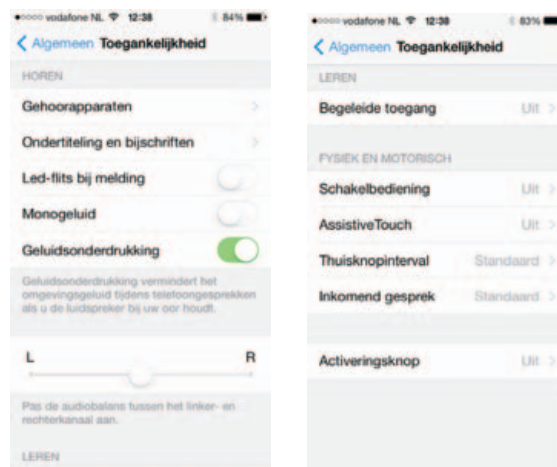 vodafone NL 12:38 84%
Algemeen Toegankelijkheid
HOREN
Gehoorapparaten
Ondertiteling en bijschriften
Led-flits bij melding
Monogeluid
Geluidsonderdrukking
Geluidsonderdrukking vermindert het
omgevingsgeluid tijdens telefoongesprekken
als u de luidspreker bij uw oor houdt.
L R
Pas de audiobalans tussen het linker- en
rechterkanaal aan.
LEREN
vodafone NL 12:38 83%
Algemeen Toegankelijkheid
LEREN
Begeleide toegang Uit
FYSIEK EN MOTORISCH
Schakelbediening Uit
AssistiveTouch Uit
Thuisknopinterval Standaard
Inkomend gesprek Standaard
Activeringsknop Uit